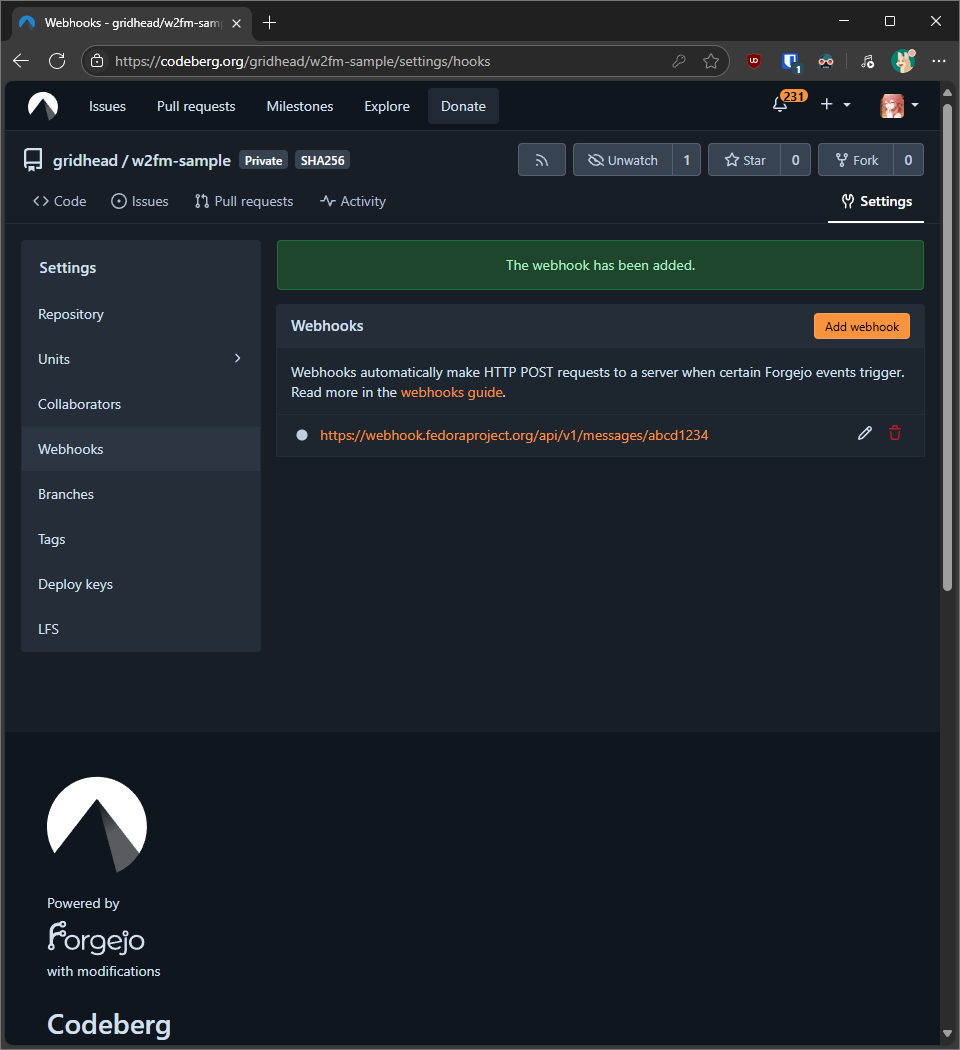 Webhooks - gridhead/w2fm-sam
https://codeberg.org/gridhead/w2fm-sample/settings/hooks
UD
1
Issues
Pull requests
Milestones
Explore
Donate
231
gridhead / w2fm-sample
Private
SHA256
Unwatch
1
Star
0
Fork
0
Code
Issues
Pull requests
Activity
Settings
Settings
Repository
Units
Collaborators
Webhooks
Branches
Tags
Deploy keys
LFS
The webhook has been added.
Webhooks
Add webhook
Webhooks automatically make HTTP POST requests to a server when certain Forgejo events trigger.
Read more in the webhooks guide.
https://webhook.fedoraproject.org/api/v1/messages/abcd1234
Powered by
Forgejo
with modifications
Codeberg